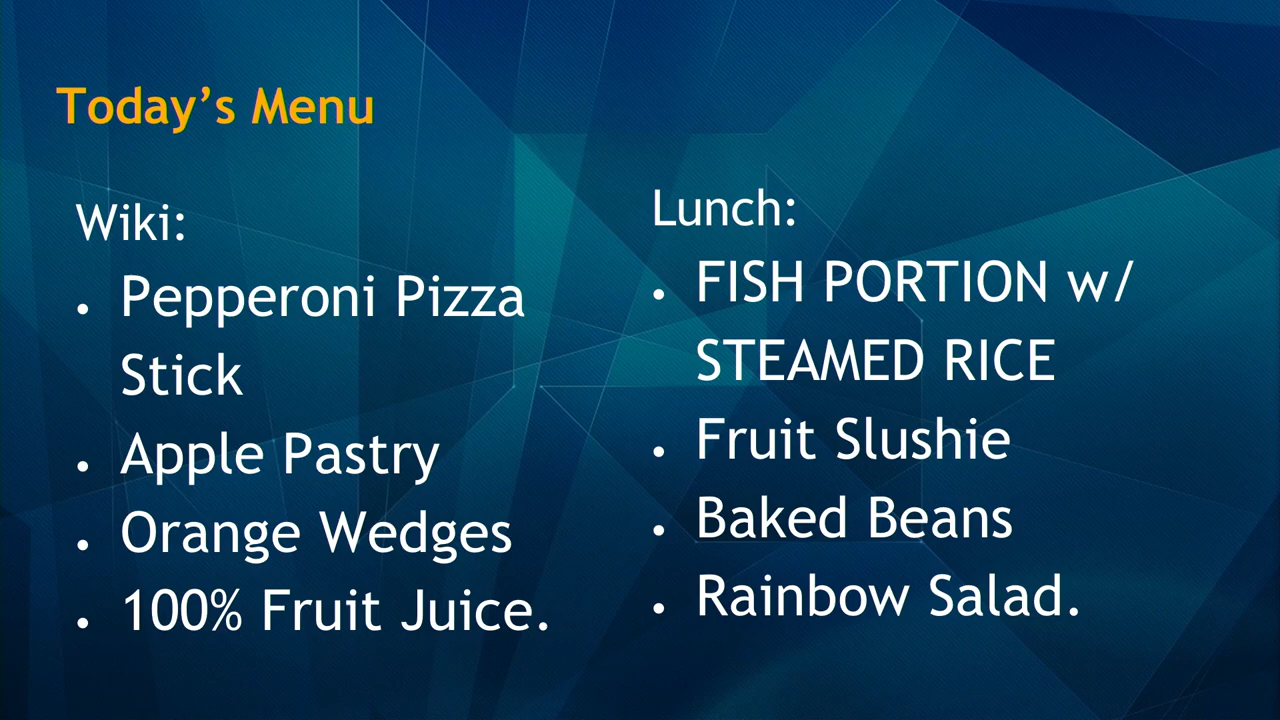 Today’s Menu
Wiki:
• Pepperoni Pizza
Stick
• Apple Pastry
• Orange Wedges
• 100% Fruit Juice.
Lunch:
• FISH PORTION w/
STEAMED RICE
• Fruit Slushie
• Baked Beans
• Rainbow Salad.